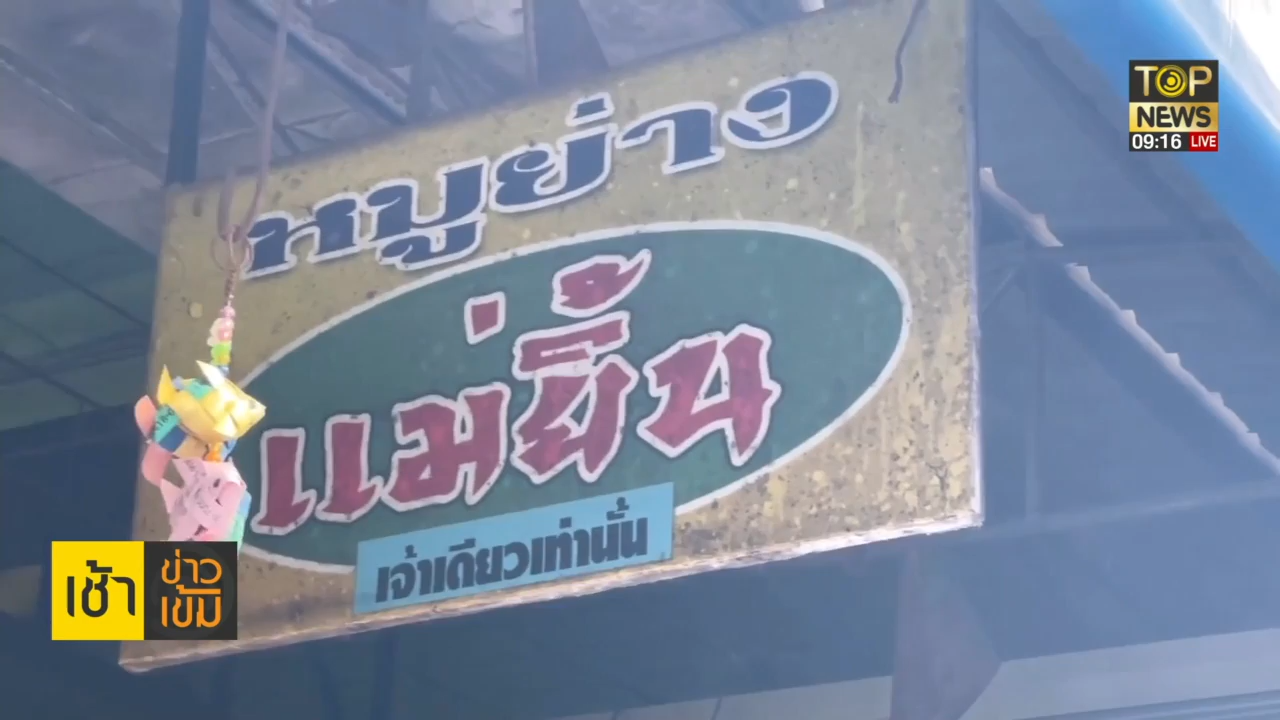 TOP
NEWS
09:16 LIVE
หมูย่าง
แม่ยิ้น
เจ้าเดียวเท่านั้น
เช้า
ข่าว
เข้ม